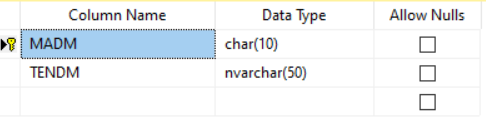 Column Name Data Type Allow Nulls
MADM char(10)
TENDM nvarchar(50)